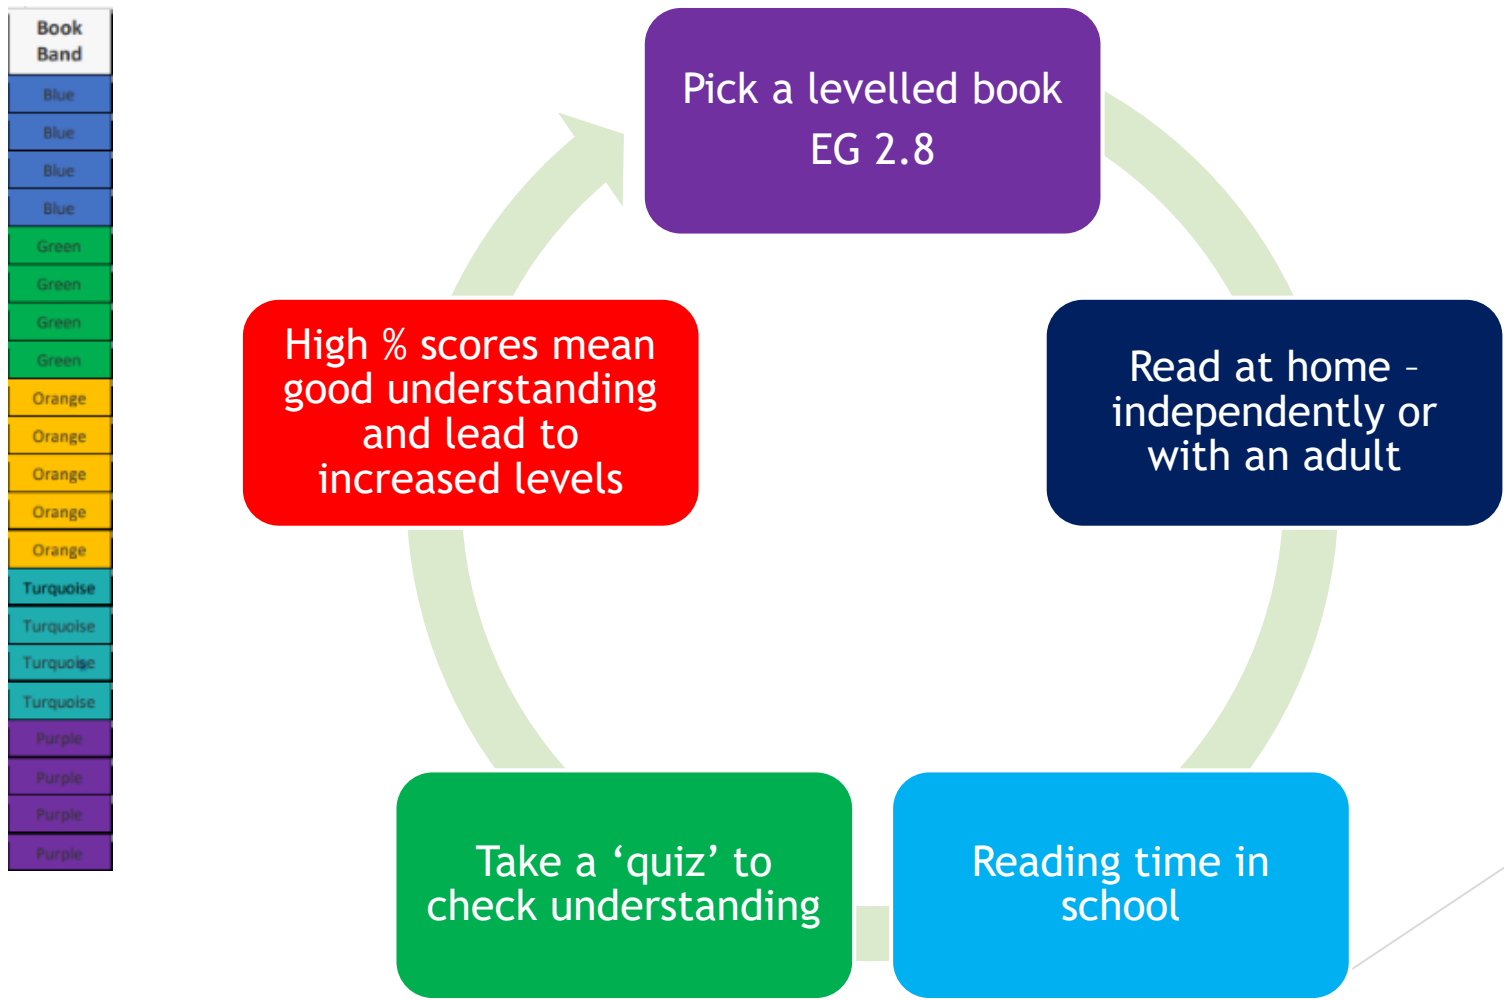 Book
Band
Blue
Blue
Blue
Blue
Green
Green
Green
Green
Orange
Orange
Orange
Orange
Orange
Turquoise
Turquoise
Turquoise
Turquoise
Purple
Purple
Purple
Purple
Pick a levelled book
EG 2.8
Read at home –
independently or
with an adult
Reading time in
school
Take a ‘quiz’ to
check understanding
High % scores mean
good understanding
and lead to
increased levels